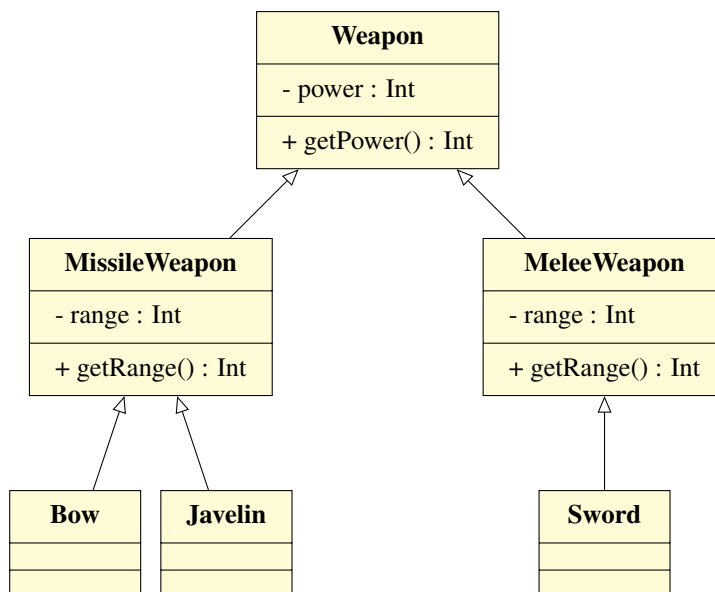 Weapon
- power : Int
+ getPower() : Int
MissileWeapon
- range : Int
+ getRange() : Int
MeleeWeapon
- range : Int
+ getRange() : Int
Bow
Javelin
Sword